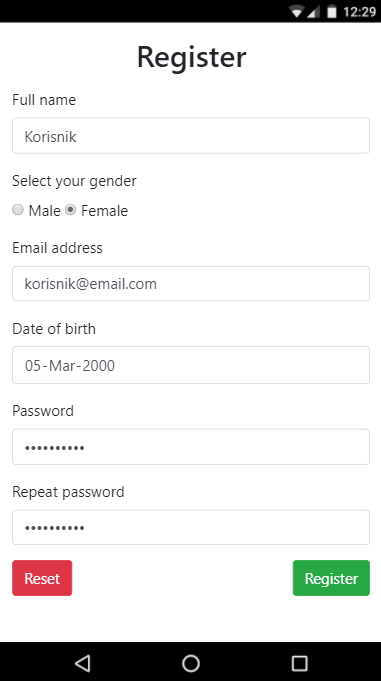 12:29
Register
Full name
Korisnik
Select your gender
Male Female
Email address
korisnik@email.com
Date of birth
05-Mar-2000
Password
••••••••••
Repeat password
••••••••••
Reset Register